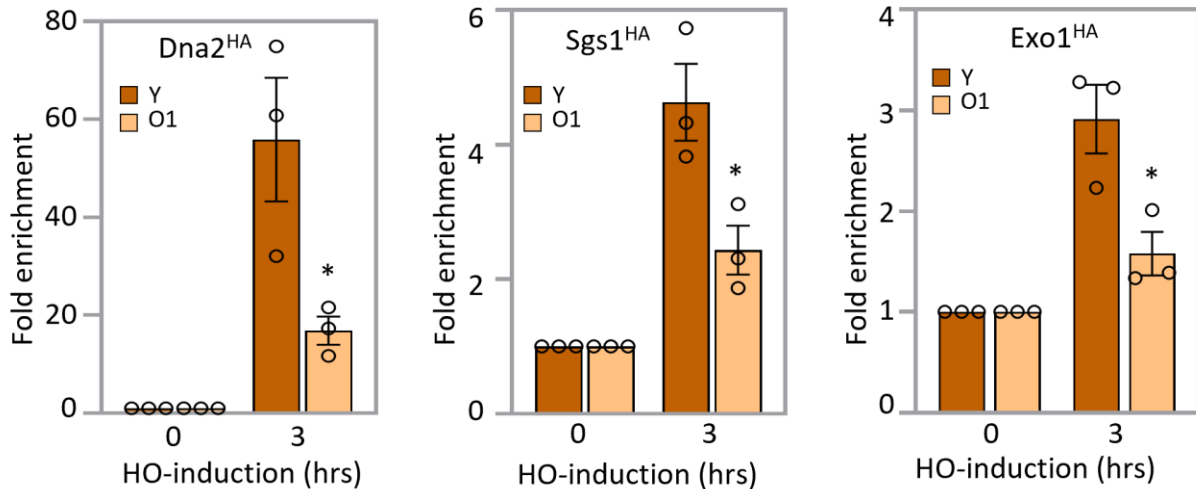 Dna2HA
Y
O1
Fold enrichment
80
60
40
20
0
*
0 3
HO-induction (hrs)
Sgs1HA
Y
O1
Fold enrichment
6
4
2
0
*
0 3
HO-induction (hrs)
Exo1HA
Y
O1
Fold enrichment
4
3
2
1
0
*
0 3
HO-induction (hrs)